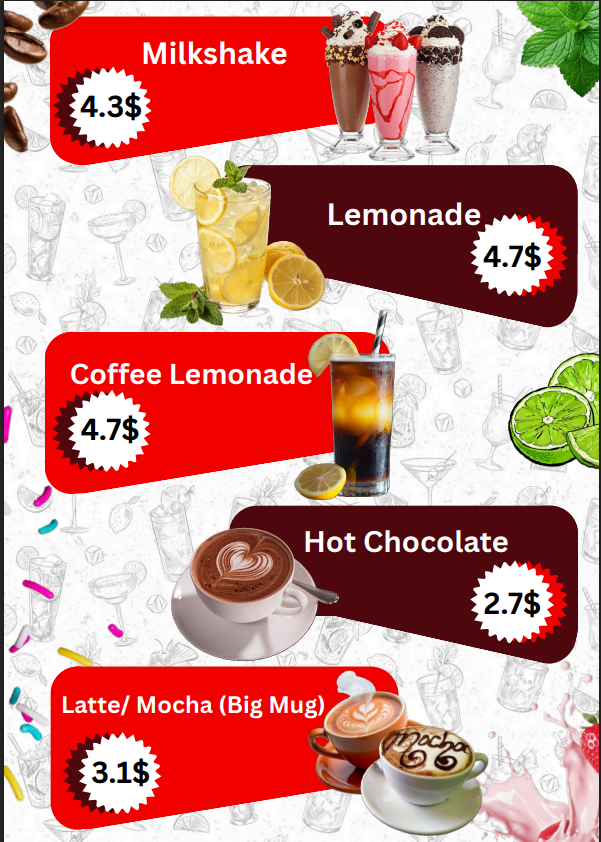 Milkshake
4.3$
Lemonade
4.7$
Coffee Lemonade
4.7$
Hot Chocolate
2.7$
Latte/ Mocha (Big Mug)
3.1$
mocha